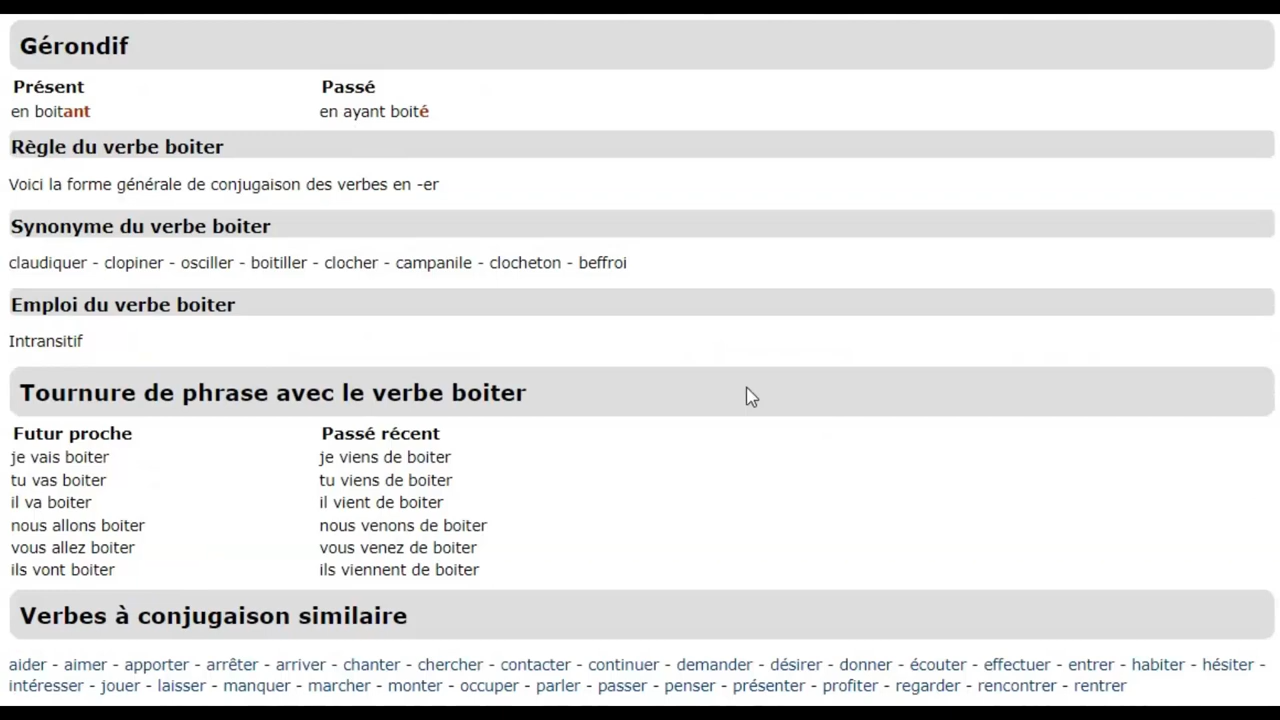 Gérondif
Présent Passé
en boitant en ayant boité
Règle du verbe boiter
Voici la forme générale de conjugaison des verbes en -er
Synonyme du verbe boiter
claudiquer - clopiner - osciller - boitiller - clocher - campanile - clocheton - beffroi
Emploi du verbe boiter
Intransitif
Tournure de phrase avec le verbe boiter
Futur proche Passé récent
je vais boiter je viens de boiter
tu vas boiter tu viens de boiter
il va boiter il vient de boiter
nous allons boiter nous venons de boiter
vous allez boiter vous venez de boiter
ils vont boiter ils viennent de boiter
Verbes à conjugaison similaire
aider - aimer - apporter - arrêter - arriver - chanter - chercher - contacter - continuer - demander - désirer - donner - écouter - effectuer - entrer - habiter - hésiter -
intéresser - jouer - laisser - manquer - marcher - monter - occuper - parler - passer - penser - présenter - profiter - regarder - rencontrer - rentrer